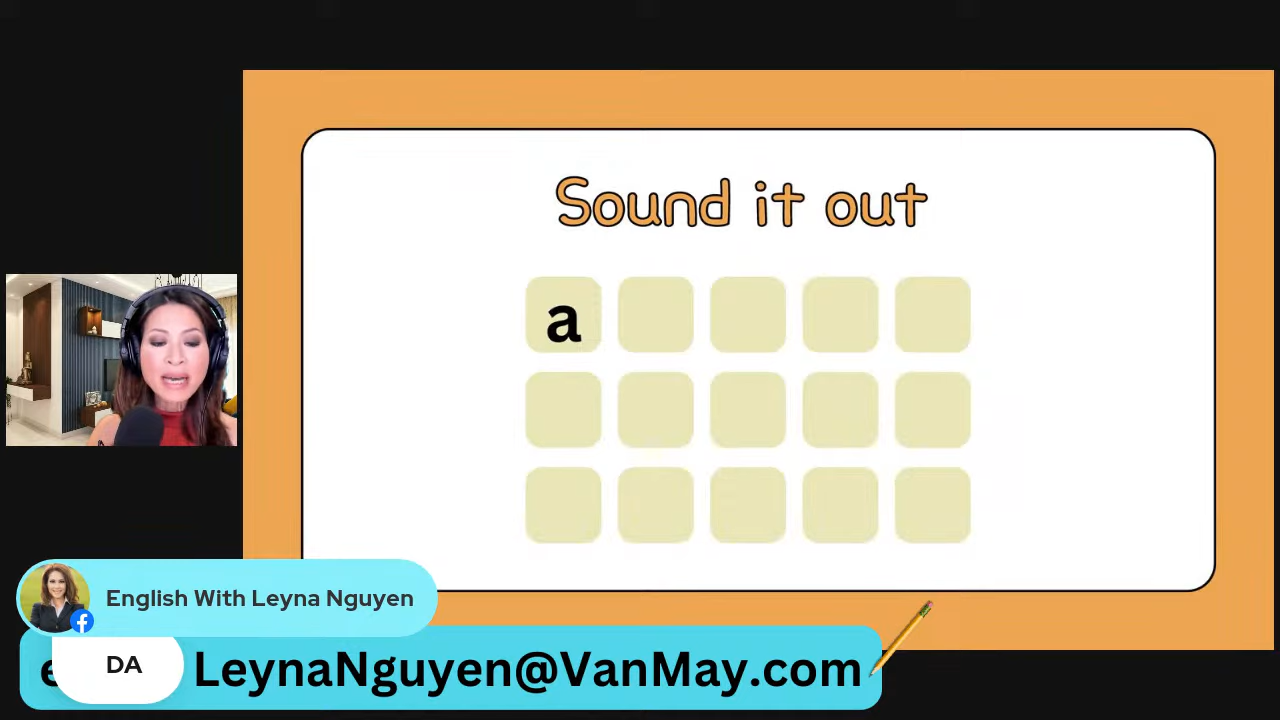 Sound it out
a
English With Leyna Nguyen
DA
LeynaNguyen@VanMay.com